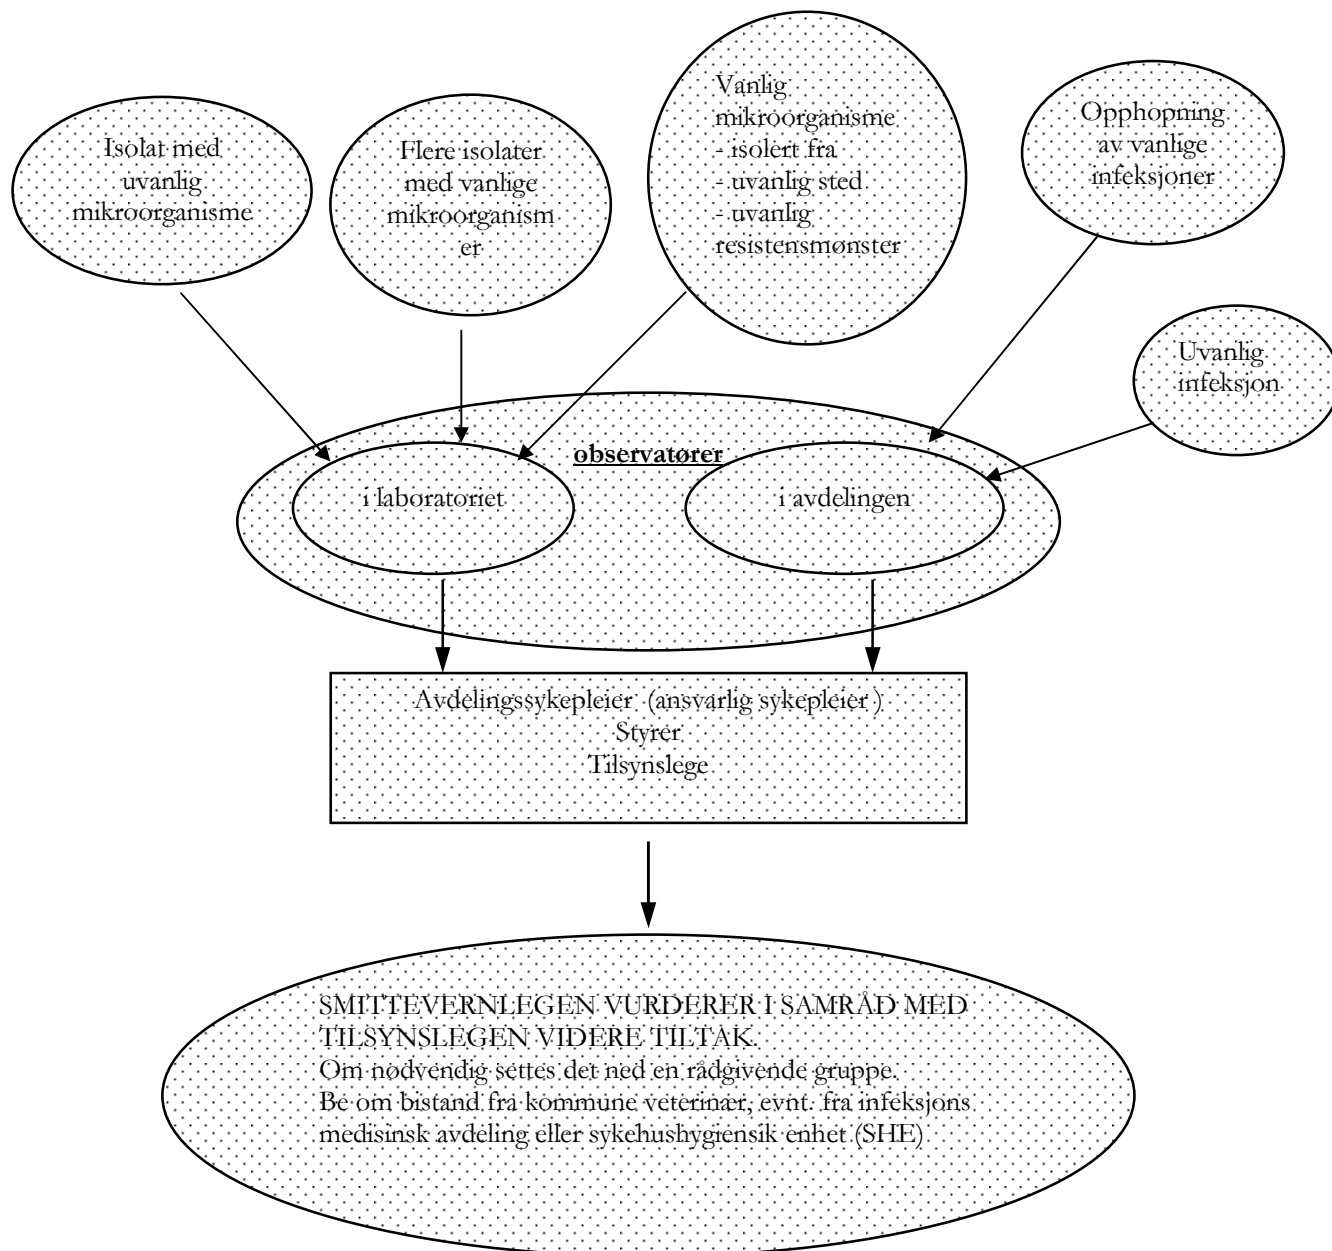 Isolat med
uvanlig
mikroorganisme
Flere isolater
med vanlige
mikroorganism
er
Vanlig
mikroorganisme
- isolert fra
- uvanlig sted
- uvanlig
resistensmønster
Opphopning
av vanlige
infeksjoner
Uvanlig
infeksjon
observatører
i laboratoriet
i avdelingen
Avdelingssykepleier (ansvarlig sykepleier )
Styrer
Tilsynslege
SMITTEVERNLEGEN VURDERER I SAMRÅD MED
TILSYNSLEGEN VIDERE TILTAK.
Om nødvendig settes det ned en rådgivende gruppe.
Be om bistand fra kommune veterinær, evnt. fra infeksjons
medisinsk avdeling eller sykehushygiensik enhet (SHE)